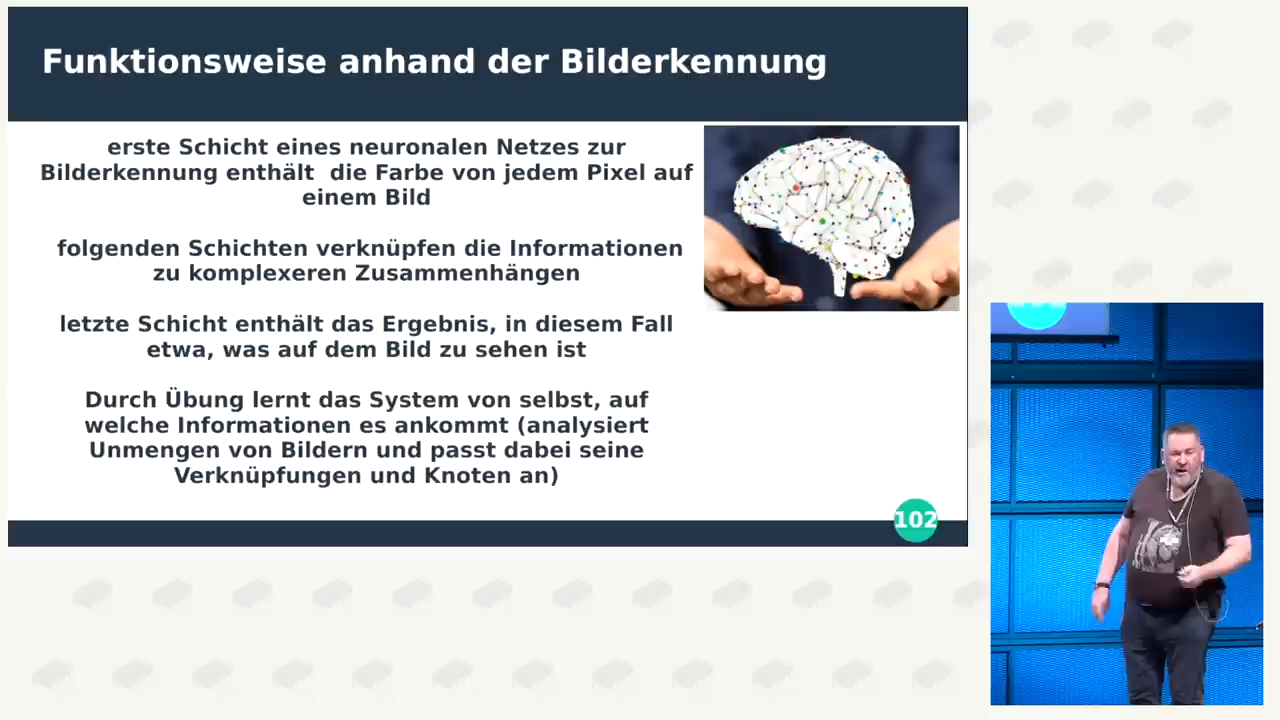 Funktionsweise anhand der Bilderkennung
erste Schicht eines neuronalen Netzes zur
Bilderkennung enthält  die Farbe von jedem Pixel auf
einem Bild
folgenden Schichten verknüpfen die Informationen
zu komplexeren Zusammenhängen
letzte Schicht enthält das Ergebnis, in diesem Fall
etwa, was auf dem Bild zu sehen ist
Durch Übung lernt das System von selbst, auf
welche Informationen es ankommt (analysiert
Unmengen von Bildern und passt dabei seine
Verknüpfungen und Knoten an)
102